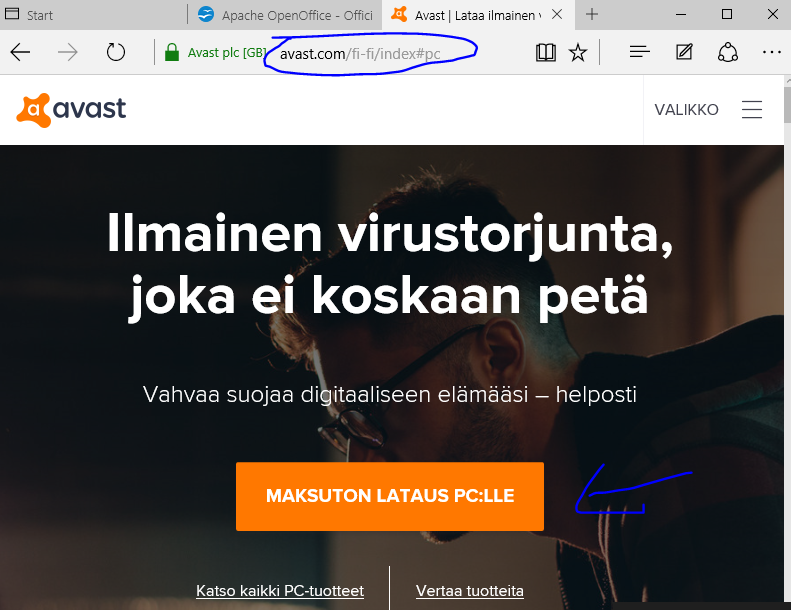 Start
Apache OpenOffice - Offici
Avast | Lataa ilmainen v
Avast plc [GB]
avast.com/fi-fi/index#pc
avast
VALIKKO
Ilmainen virustorjunta,
joka ei koskaan petä
Vahvaa suojaa digitaaliseen elämääsi – helposti
MAKSUTON LATAUS PC:LLE
Katso kaikki PC-tuotteet
Vertaa tuotteita